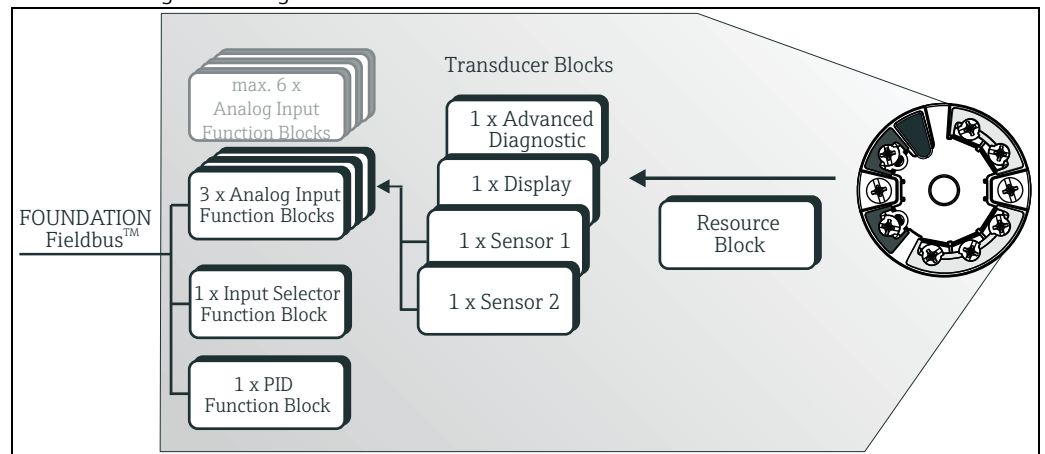 max. 6 x
Analog Input
Function Blocks
Transducer Blocks
1 x Advanced
Diagnostic
3 x Analog Input
Function Blocks
1 x Display
FOUNDATION
Fieldbus™
Resource
Block
1 x Sensor 1
1 x Input Selector
Function Block
1 x Sensor 2
1 x PID
Function Block